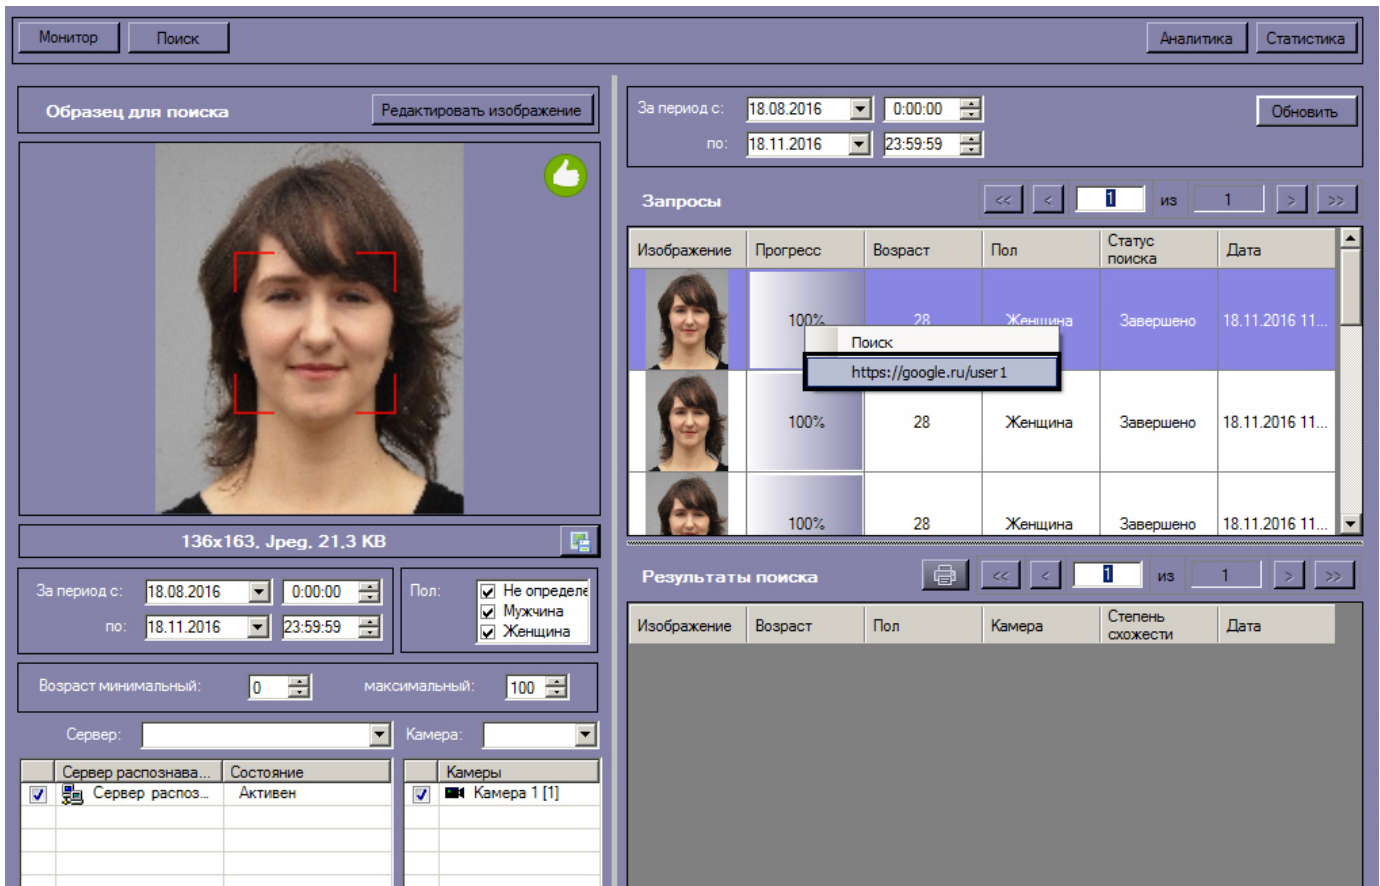 Монитор
Поиск
Аналитика
Статистика
Образец для поиска
Редактировать изображение
136x163, Jpeg, 21,3 KB
За период с:
18.08.2016
0:00:00
по:
18.11.2016
23:59:59
Пол:
Не определе
Мужчина
Женщина
Возраст минимальный:
0
максимальный:
100
Сервер:
Камера:
Сервер распознава...
Состояние
Сервер распоз...
Активен
Камеры
Камера 1 [1]
За период с:
18.08.2016
0:00:00
по:
18.11.2016
23:59:59
Обновить
Запросы
<<
<
1
из
1
>
>>
Изображение
Прогресс
Возраст
Пол
Статус
поиска
Дата
100%
28
Женщина
Завершено
18.11.2016 11...
Поиск
https://google.ru/user1
100%
28
Женщина
Завершено
18.11.2016 11...
100%
28
Женщина
Завершено
18.11.2016 11...
Результаты поиска
<<
<
1
из
1
>
>>
Изображение
Возраст
Пол
Камера
Степень
схожести
Дата